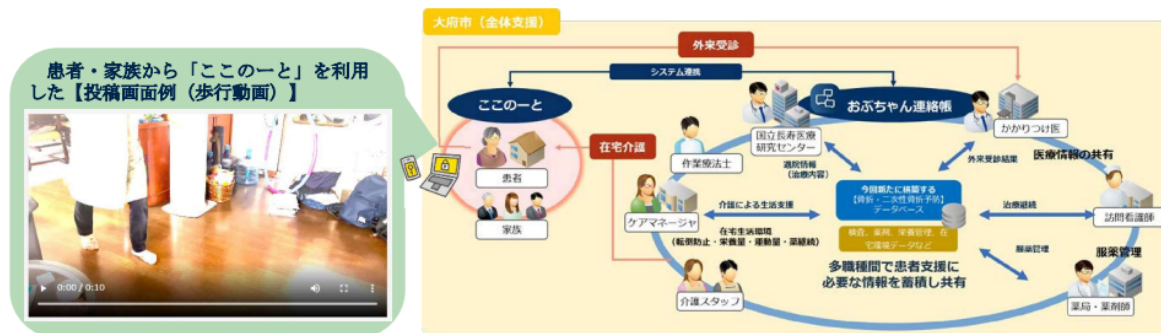 患者・家族から「ここのーと」を利用
した【投稿画面例（歩行動画）】
0:00 / 0:10
大府市（全体支援）
外来受診
システム連携
ここのーと
おぶちゃん連絡帳
患者
家族
在宅介護
作業療法士
国立長寿医療
研究センター
かかりつけ医
退院情報
（治療内容）
外来受診結果
医療情報の共有
ケアマネージャ
介護による生活支援
在宅生活環境
（転倒防止・栄養量・運動量・薬継続）
今回新たに構築する
【骨折・二次性骨折予防】
データベース
検査、薬剤、栄養管理、在
宅環境データなど
治療継続
訪問看護師
服薬管理
服薬管理
多職種間で患者支援に
必要な情報を蓄積し共有
介護スタッフ
薬局・薬剤師